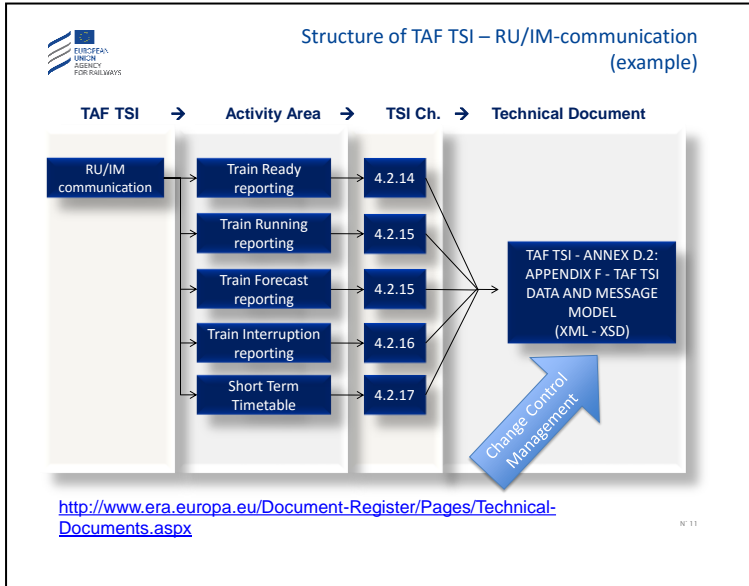 EUROPEAN
UNION
AGENCY
FOR RAILWAYS
Structure of TAF TSI – RU/IM-communication
(example)
TAF TSI → Activity Area → TSI Ch. → Technical Document
RU/IM
communication
Train Ready
reporting
4.2.14
Train Running
reporting
4.2.15
Train Forecast
reporting
4.2.15
Train Interruption
reporting
4.2.16
Short Term
Timetable
4.2.17
TAF TSI - ANNEX D.2:
APPENDIX F - TAF TSI
DATA AND MESSAGE
MODEL
(XML - XSD)
Change Control
Management
http://www.era.europa.eu/Document-Register/Pages/Technical-
Documents.aspx
N° 11